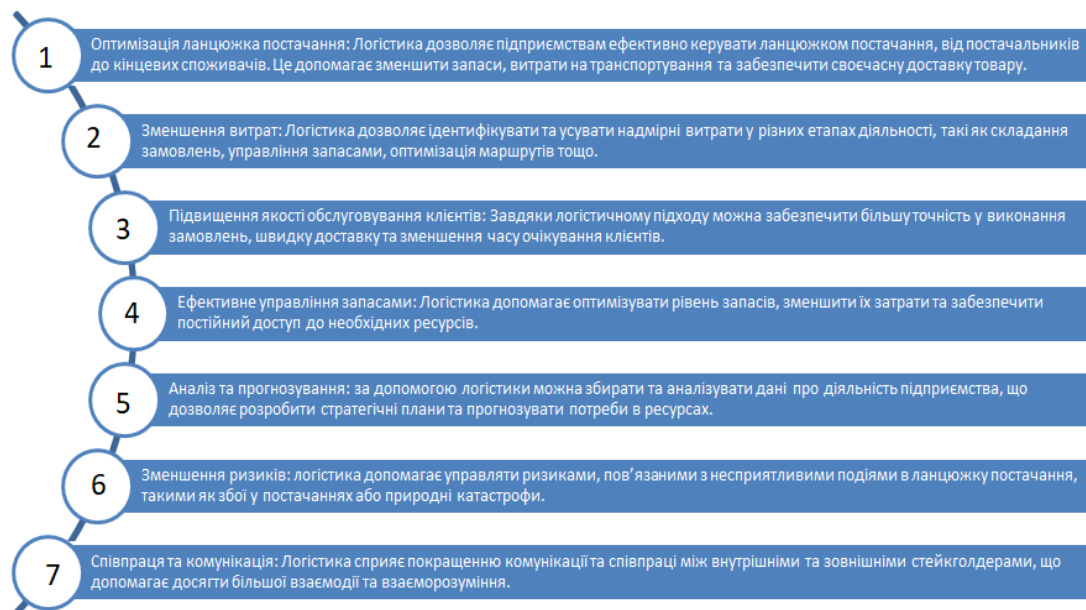 1
Оптимізація ланцюжка постачання: Логістика дозволяє підприємствам ефективно керувати ланцюжком постачання, від постачальників
до кінцевих споживачів. Це допомагає зменшити запаси, витрати на транспортування та забезпечити своєчасну доставку товару.
2
Зменшення витрат: Логістика дозволяє ідентифікувати та усувати надмірні витрати у різних етапах діяльності, такі як складання
замовлень, управління запасами, оптимізація маршрутів тощо.
3
Підвищення якості обслуговування клієнтів: Завдяки логістичному підходу можна забезпечити більшу точність у виконання
замовлень, швидку доставку та зменшення часу очікування клієнтів.
4
Ефективне управління запасами: Логістика допомагає оптимізувати рівень запасів, зменшити їх затрати та забезпечити
постійний доступ до необхідних ресурсів.
5
Аналіз та прогнозування: за допомогою логістики можна збирати та аналізувати дані про діяльність підприємства, що
дозволяє розробити стратегічні плани та прогнозувати потреби в ресурсах.
6
Зменшення ризиків: логістика допомагає управляти ризиками, пов’язаними з несприятливими подіями в ланцюжку постачання,
такими як збої у постачаннях або природні катастрофи.
7
Співпраця та комунікація: Логістика сприяє покращенню комунікації та співпраці між внутрішніми та зовнішніми стейкголдерами, що
допомагає досягти більшої взаємодії та взаєморозуміння.